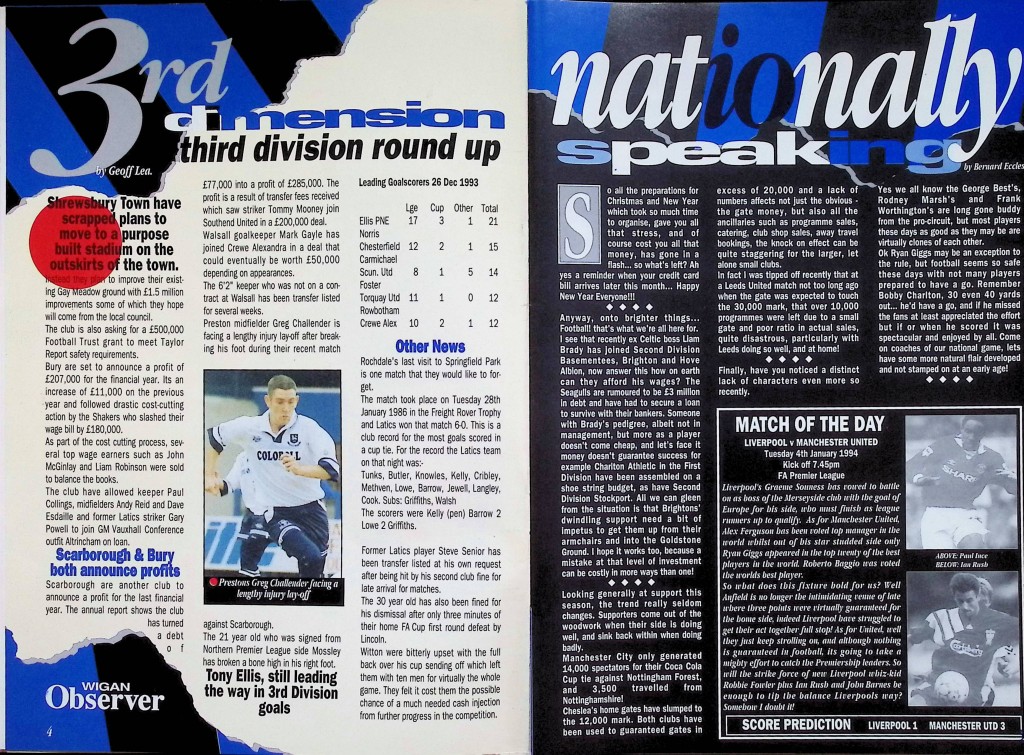 3rd
dimension
third division round up
by Geoff Lea.
Shrewsbury Town have
scrapped plans to
move to a purpose
built stadium on the
outskirts of the town.
Instead they plan to improve their exist-
ing Gay Meadow ground with £1.5 million
improvements some of which they hope
will come from the local council.
The club is also asking for a £500,000
Football Trust grant to meet Taylor
Report safety requirements.
Bury are set to announce a profit of
£207,000 for the financial year. Its an
increase of £11,000 on the previous
year and followed drastic cost-cutting
action by the Shakers who slashed their
wage bill by £180,000.
As part of the cost cutting process, sev-
eral top wage earners such as John
McGinlay and Liam Robinson were sold
to balance the books.
The club have allowed keeper Paul
Collings, midfielders Andy Reid and Dave
Esdaille and former Latics striker Gary
Powell to join GM Vauxhall Conference
outfit Altrincham on loan.
Scarborough & Bury
both announce profits
Scarborough are another club to
announce a profit for the last financial
year. The annual report shows the club
has turned
a debt
of
WIGAN
Observer
4
£77,000 into a profit of £285,000. The
profit is a result of transfer fees received
which saw striker Tommy Mooney join
Southend United in a £200,000 deal.
Walsall goalkeeper Mark Gayle has
joined Crewe Alexandra in a deal that
could eventually be worth £50,000
depending on appearances.
The 6'2" keeper who was not on a con-
tract at Walsall has been transfer listed
for several weeks.
Preston midfielder Greg Challender is
facing a lengthy injury lay-off after break-
ing his foot during their recent match
COLORALL
Prestons Greg Challender facing a
lengthy injury lay-off
against Scarborough.
The 21 year old who was signed from
Northern Premier League side Mossley
has broken a bone high in his right foot.
Tony Ellis, still leading
the way in 3rd Division
goals
Leading Goalscorers 26 Dec 1993
Lge Cup Other Total
Ellis PNE 17 3 1 21
Norris
Chesterfield 12 2 1 15
Carmichael
Scun. Utd 8 1 5 14
Foster
Torquay Utd 11 1 0 12
Rowbotham
Crewe Alex 10 2 1 12
Other News
Rochdale's last visit to Springfield Park
is one match that they would like to for-
get.
The match took place on Tuesday 28th
January 1986 in the Freight Rover Trophy
and Latics won that match 6-0. This is a
club record for the most goals scored in
a cup tie. For the record the Latics team
on that night was:-
Tunks, Butler, Knowles, Kelly, Cribley,
Methven, Lowe, Barrow, Jewell, Langley,
Cook. Subs: Griffiths, Walsh
The scorers were Kelly (pen) Barrow 2
Lowe 2 Griffiths.
Former Latics player Steve Senior has
been transfer listed at his own request
after being hit by his second club fine for
late arrival for matches.
The 30 year old has also been fined for
his dismissal after only three minutes of
their home FA Cup first round defeat by
Lincoln.
Witton were bitterly upset with the full
back over his cup sending off which left
them with ten men for virtually the whole
game. They felt it cost them the possible
chance of a much needed cash injection
from further progress in the competition.
nationally
speaking
by Bernard Eccles
So all the preparations for
Christmas and New Year
which took so much time
to organise, gave you all
that stress, and of
course cost you all that
money, has gone in a
flash... so what's left? Ah
yes a reminder when your credit card
bill arrives later this month... Happy
New Year Everyone!!!
Anyway, onto brighter things...
Football! that's what we're all here for.
I see that recently ex Celtic boss Liam
Brady has joined Second Division
Basementees, Brighton and Hove
Albion, now answer this how on earth
can they afford his wages? The
Seagulls are rumoured to be £3 million
in debt and have had to secure a loan
to survive with their bankers. Someone
with Brady's pedigree, albeit not in
management, but more as a player
doesn't come cheap, and let's face it
money doesn't guarantee success for
example Charlton Athletic in the First
Division have been assembled on a
shoe string budget, as have Second
Division Stockport. All we can gleen
from the situation is that Brightons'
dwindling support need a bit of
impetus to get them up from their
armchairs and into the Goldstone
Ground. I hope it works too, because a
mistake at that level of investment
can be costly in more ways than one!
Looking generally at support this
season, the trend really seldom
changes. Supporters come out of the
woodwork when their side is doing
well, and sink back within when doing
badly.
Manchester City only generated
14,000 spectators for their Coca Cola
Cup tie against Nottingham Forest,
and 3,500 travelled from
Nottinghamshire!
Cheslea's home gates have slumped to
the 12,000 mark. Both clubs have
been used to guaranteed gates in
excess of 20,000 and a lack of
numbers affects not just the obvious -
the gate money, but also all the
ancillaries such as programme sales,
catering, club shop sales, away travel
bookings, the knock on effect can be
quite staggering for the larger, let
alone small clubs.
In fact I was tipped off recently that at
a Leeds United match not too long ago
when the gate was expected to touch
the 30,000 mark, that over 10,000
programmes were left due to a small
gate and poor ratio in actual sales,
quite disastrous, particularly with
Leeds doing so well, and at home!
Finally, have you noticed a distinct
lack of characters even more so
recently.
Yes we all know the George Best's,
Rodney Marsh's and Frank
Worthington's are long gone buddy
from the pro-circuit, but most players
these days as good as they may be are
virtually clones of each other.
Ok Ryan Giggs may be an exception to
the rule, but football seems so safe
these days with not many players
prepared to have a go. Remember
Bobby Charlton, 30 even 40 yards
out... he'd have a go, and if he missed
the fans at least appreciated the effort
but if or when he scored it was
spectacular and enjoyed by all. Come
on coaches of our national game, lets
have some more natural flair developed
and not stamped on at an early age!
MATCH OF THE DAY
LIVERPOOL v MANCHESTER UNITED
Tuesday 4th January 1994
Kick off 7.45pm
FA Premier League
Liverpool's Graeme Souness has vowed to battle
on as boss of the Merseyside club with the goal of
Europe for his side, who must finish as league
runners up to qualify. As for Manchester United,
Alex Ferguson has been voted top manager in the
world whilst out of his star studded side only
Ryan Giggs appeared in the top twenty of the best
players in the world. Roberto Baggio was voted
the worlds best player.
So what does this fixture hold for us? Well
Anfield is no longer the intimidating venue of late
where three points were virtually guaranteed for
the home side, indeed Liverpool have struggled to
get their act together full stop! As for United, well
they just keep strolling on, and although nothing
is guaranteed in football, its going to take a
mighty effort to catch the Premiership leaders. So
will the strike force of new Liverpool whiz-kid
Robbie Fowler plus Ian Rush and John Barnes be
enough to tip the balance Liverpools way?
Somehow I doubt it!
SHARP
ABOVE: Paul Ince
BELOW: Ian Rush
SCORE PREDICTION LIVERPOOL 1 MANCHESTER UTD 3